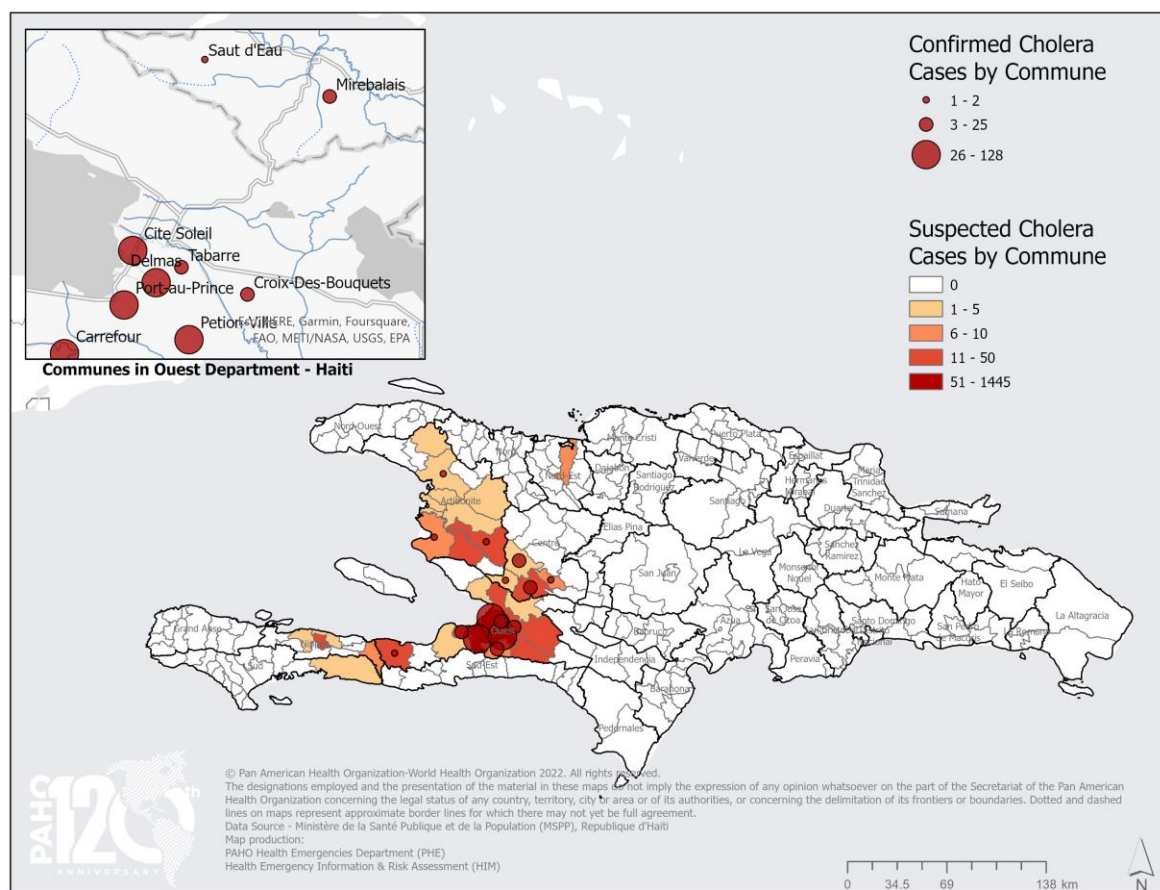 Saut d'Eau
Mirebalais
Cite Soleil
Delmas
Tabarre
Port-au-Prince
Croix-Des-Bouquets
Petion-Ville
Carrefour
Garmin, Foursquare,
FAO, METI/NASA, USGS, EPA
Communes in Ouest Department - Haiti
Confirmed Cholera
Cases by Commune
1 - 2
3 - 25
26 - 128
Suspected Cholera
Cases by Commune
0
1 - 5
6 - 10
11 - 50
51 - 1445
Nord-Ouest
Nord
Nord-Est
Monte Cristi
Puerto Plata
Dajabón
Valverde
Espaillat
Santiago
Rodriguez
Santiago
Hermanas
Mirabal
Maria
Trinidad
Sanchez
Duarte
Samana
Artibonite
Centre
Elias Pina
San Juan
La Vega
Sanchez
Ramirez
Monseñor
Nouel
Monte Plata
Hato
Mayor
El Seibo
La Altagracia
Grand Anse
Sud
Ouest
Sud-Est
Independencia
Azua
San Jose
de Ocoa
Santo Domingo
San Pedro
de Macoris
La Romana
Peravia
Barahona
Pedernales
PAHO
120th
ANNIVERSARY
© Pan American Health Organization-World Health Organization 2022. All rights reserved.
The designations employed and the presentation of the material in these maps do not imply the expression of any opinion whatsoever on the part of the Secretariat of the Pan American
Health Organization concerning the legal status of any country, territory, city or area or of its authorities, or concerning the delimitation of its frontiers or boundaries. Dotted and dashed
lines on maps represent approximate border lines for which there may not yet be full agreement.
Data Source - Ministère de la Santé Publique et de la Population (MSPP), Republique d'Haiti
Map production:
PAHO Health Emergencies Department (PHE)
Health Emergency Information & Risk Assessment (HIM)
0 34.5 69 138 km
N